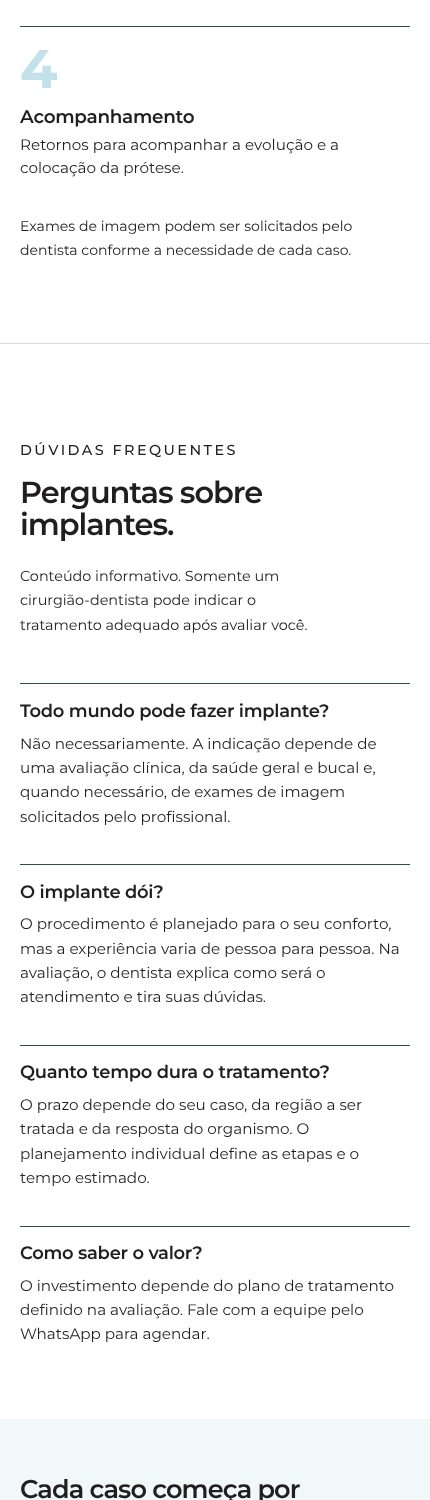 4
Acompanhamento
Retornos para acompanhar a evolução e a
colocação da prótese.
Exames de imagem podem ser solicitados pelo
dentista conforme a necessidade de cada caso.
DÚVIDAS FREQUENTES
Perguntas sobre
implantes.
Conteúdo informativo. Somente um
cirurgião-dentista pode indicar o
tratamento adequado após avaliar você.
Todo mundo pode fazer implante?
Não necessariamente. A indicação depende de
uma avaliação clínica, da saúde geral e bucal e,
quando necessário, de exames de imagem
solicitados pelo profissional.
O implante dói?
O procedimento é planejado para o seu conforto,
mas a experiência varia de pessoa para pessoa. Na
avaliação, o dentista explica como será o
atendimento e tira suas dúvidas.
Quanto tempo dura o tratamento?
O prazo depende do seu caso, da região a ser
tratada e da resposta do organismo. O
planejamento individual define as etapas e o
tempo estimado.
Como saber o valor?
O investimento depende do plano de tratamento
definido na avaliação. Fale com a equipe pelo
WhatsApp para agendar.
Cada caso começa por